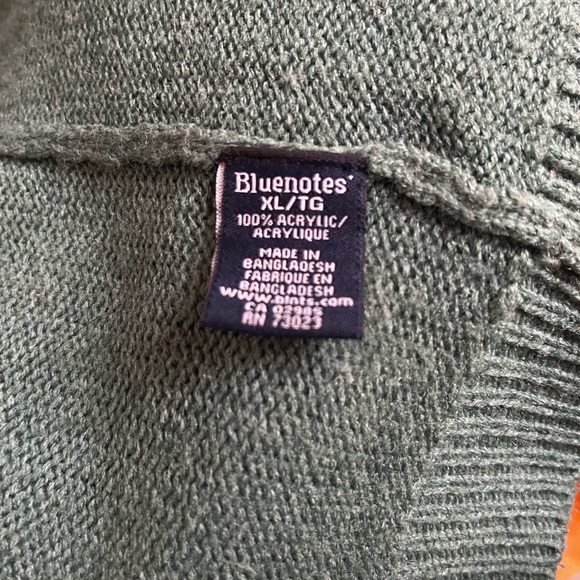 Bluenotes
XL/TG
100% ACRYLIC/
ACRYLIQUE
MADE IN
BANGLADESH
FABRIQUE EN
BANGLADESH
www.blnts.com
CA 02985
RN 73023